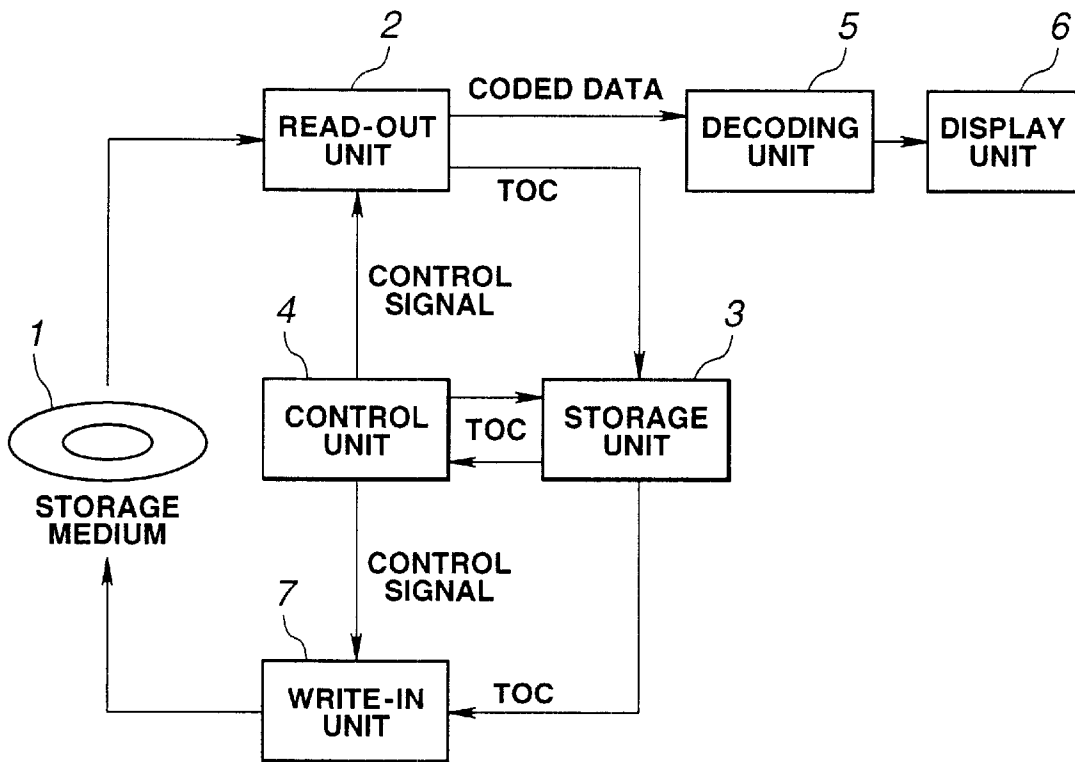 2
5
6
CODED DATA
READ-OUT
UNIT
DECODING
UNIT
DISPLAY
UNIT
TOC
CONTROL
SIGNAL
1
4
3
CONTROL
UNIT
TOC
STORAGE
UNIT
STORAGE
MEDIUM
CONTROL
SIGNAL
7
WRITE-IN
UNIT
TOC